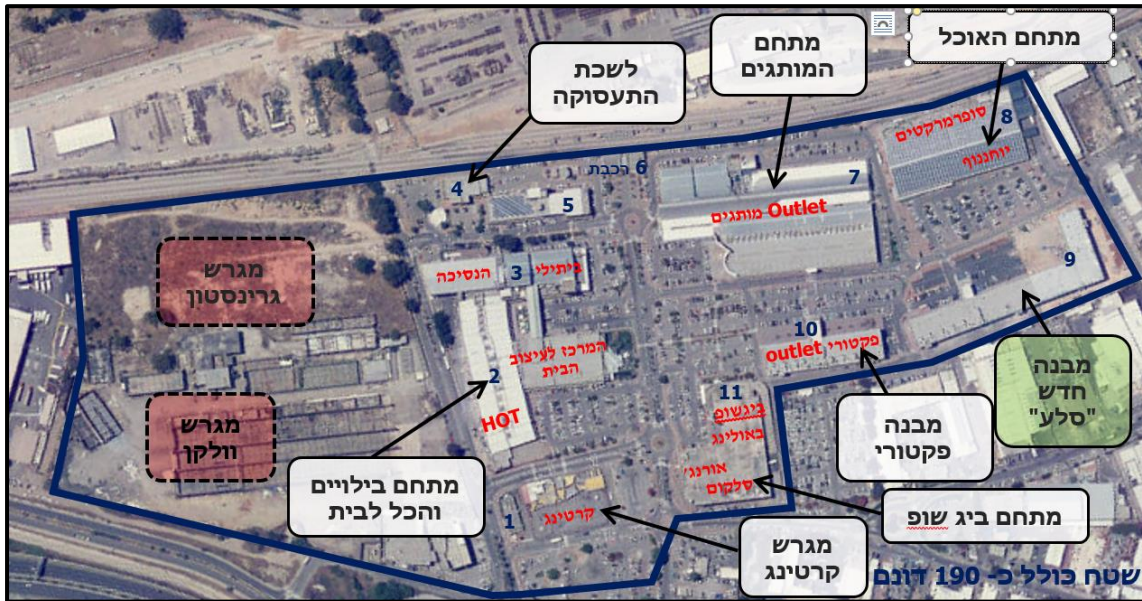 מתחם האוכל
מתחם
המותגים
לשכת
התעסוקה
סופרמרקטים
8
יוחננוף
6 רכבת
7
4
5
Outlet מותגים
9
מגרש
גרינסטון
הנסיכה
3
ביתילי
10
פקטורי outlet
המרכז לעיצוב
הבית
2
HOT
11
ביגשופ
באולינג
אורנג'
סלקום
מבנה
חדש
"סלע"
מגרש
וולקן
מבנה
פקטורי
מתחם בילויים
והכל לבית
1
קרטינג
מתחם ביג שופ
מגרש
קרטינג
שטח כולל כ- 190 דונם